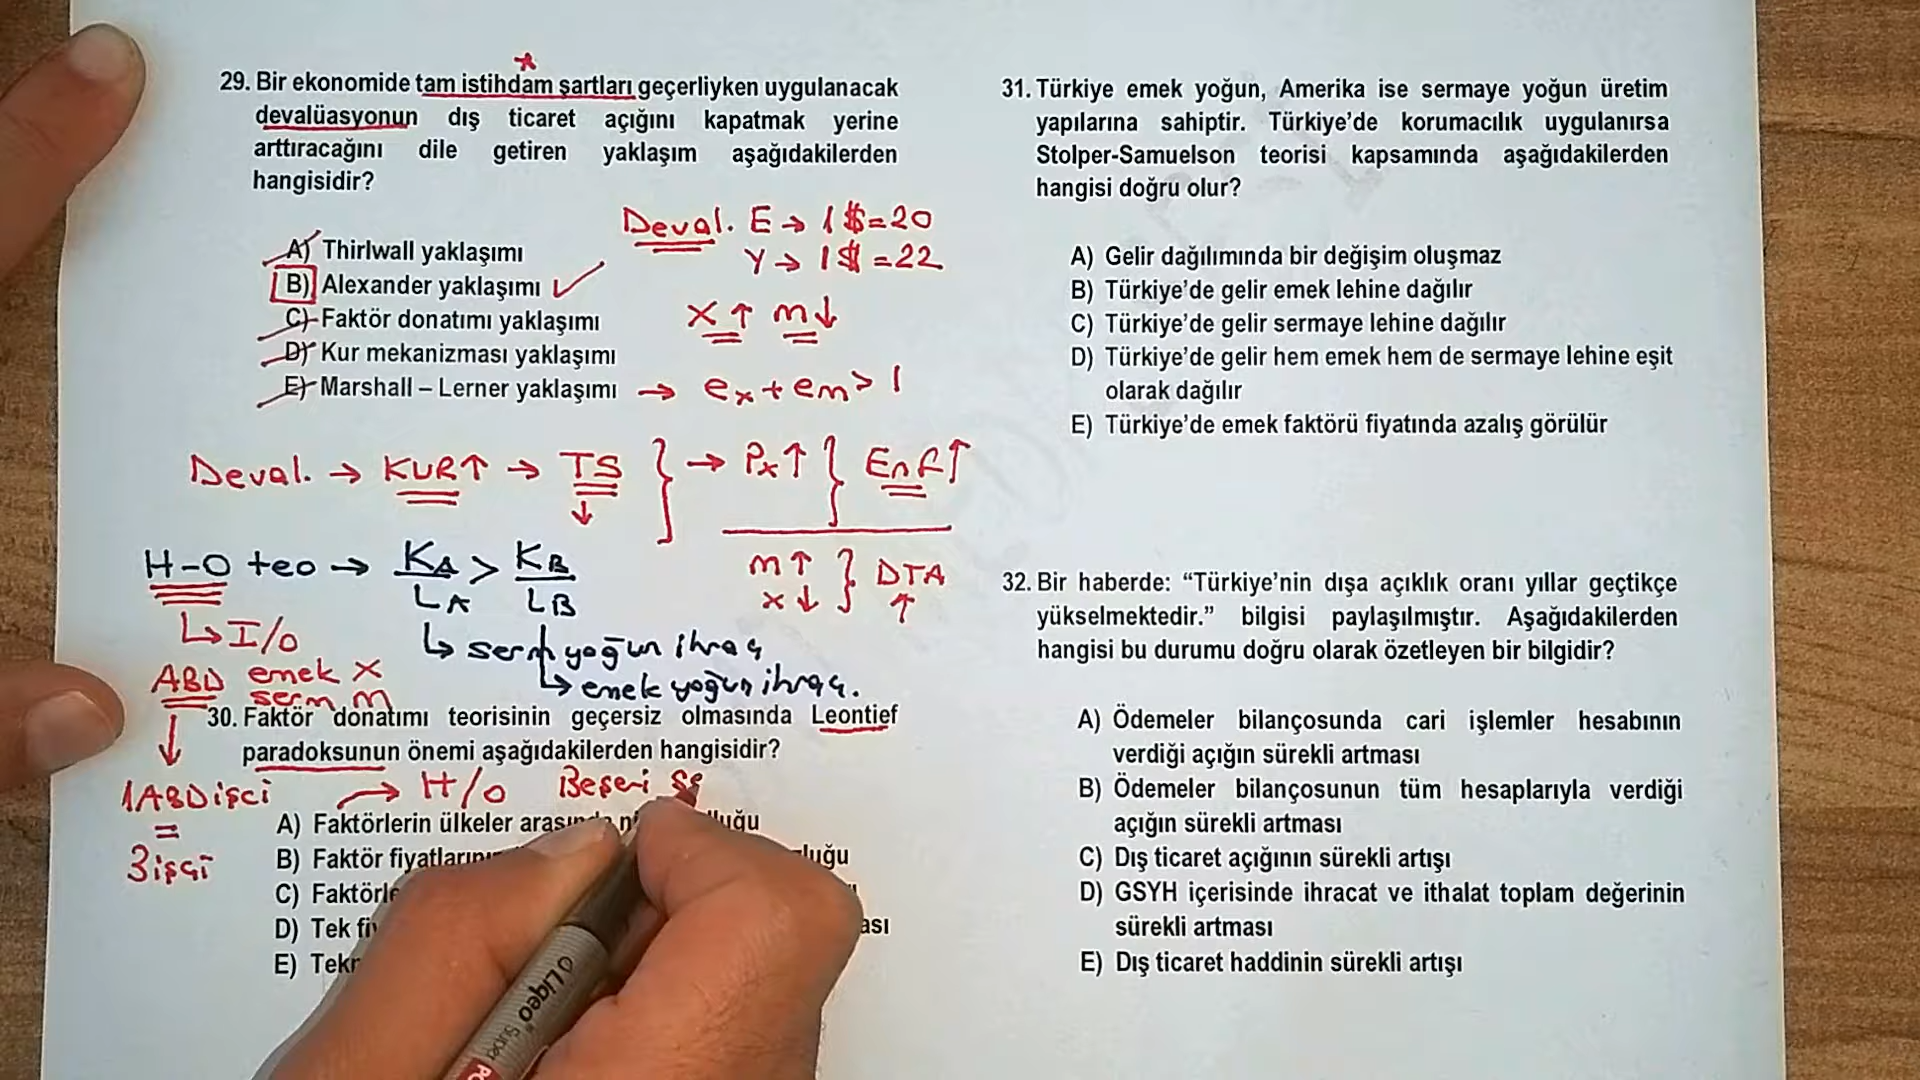 29. Bir ekonomide tam istihdam şartları geçerliyken uygulanacak
devalüasyonun dış ticaret açığını kapatmak yerine
arttıracağını dile getiren yaklaşım aşağıdakilerden
hangisidir?
Deval. E → 1$=20
Y → 1$=22
A) Thirlwall yaklaşımı
B) Alexander yaklaşımı
C) Faktör donatımı yaklaşımı
x↑ m↓
D) Kur mekanizması yaklaşımı
E) Marshall – Lerner yaklaşımı → ex+em>1
Deval. → KUR↑ → TS ↓ } → Px↑ } Enf↑
m↑ x↓ } DTA ↑
H-O teo → KA/LA > KB/LB
↳ I/O
↳ serm yoğun ihraç
↳ emek yoğun ihraç.
ABD emek x
serm m
30. Faktör donatımı teorisinin geçersiz olmasında Leontief
paradoksunun önemi aşağıdakilerden hangisidir?
1ABD işçi
=
3işçi
→ H/O Beşeri se
A) Faktörlerin ülkeler
B)
C)
D) Tek
E)
31. Türkiye emek yoğun, Amerika ise sermaye yoğun üretim
yapılarına sahiptir. Türkiye'de korumacılık uygulanırsa
Stolper-Samuelson teorisi kapsamında aşağıdakilerden
hangisi doğru olur?
A) Gelir dağılımında bir değişim oluşmaz
B) Türkiye'de gelir emek lehine dağılır
C) Türkiye'de gelir sermaye lehine dağılır
D) Türkiye'de gelir hem emek hem de sermaye lehine eşit
olarak dağılır
E) Türkiye'de emek faktörü fiyatında azalış görülür
32. Bir haberde: "Türkiye'nin dışa açıklık oranı yıllar geçtikçe
yükselmektedir." bilgisi paylaşılmıştır. Aşağıdakilerden
hangisi bu durumu doğru olarak özetleyen bir bilgidir?
A) Ödemeler bilançosunda cari işlemler hesabının
verdiği açığın sürekli artması
B) Ödemeler bilançosunun tüm hesaplarıyla verdiği
açığın sürekli artması
C) Dış ticaret açığının sürekli artışı
D) GSYH içerisinde ihracat ve ithalat toplam değerinin
sürekli artması
E) Dış ticaret haddinin sürekli artışı
Liqeo